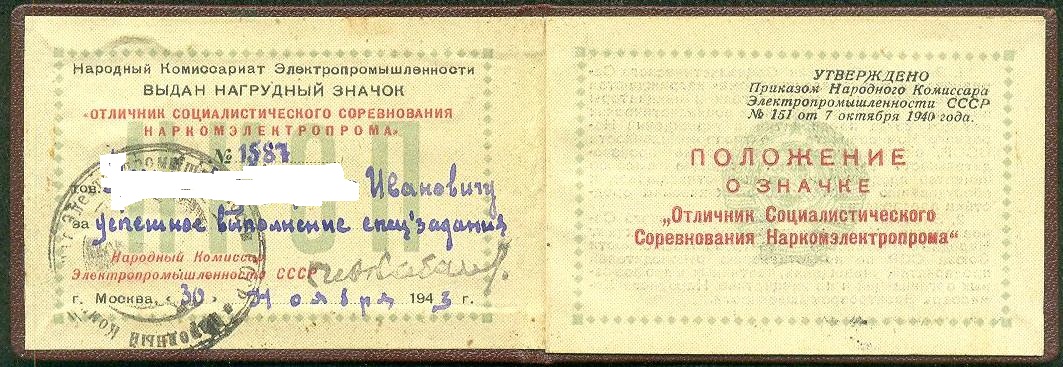 Народный Комиссариат Электропромышленности
ВЫДАН НАГРУДНЫЙ ЗНАЧОК
«ОТЛИЧНИК СОЦИАЛИСТИЧЕСКОГО СОРЕВНОВАНИЯ
НАРКОМЭЛЕКТРОПРОМА»
№ 1587
тов. Ивановичу
за успешное выполнение спец'задания
Народный Комиссар
Электропромышленности СССР
г. Москва, 30 » ноября 1943 г.
УТВЕРЖДЕНО
Приказом Народного Комиссара
Электропромышленности СССР
№ 151 от 7 октября 1940 года.
ПОЛОЖЕНИЕ
О ЗНАЧКЕ
„Отличник Социалистического
Соревнования Наркомэлектропрома“